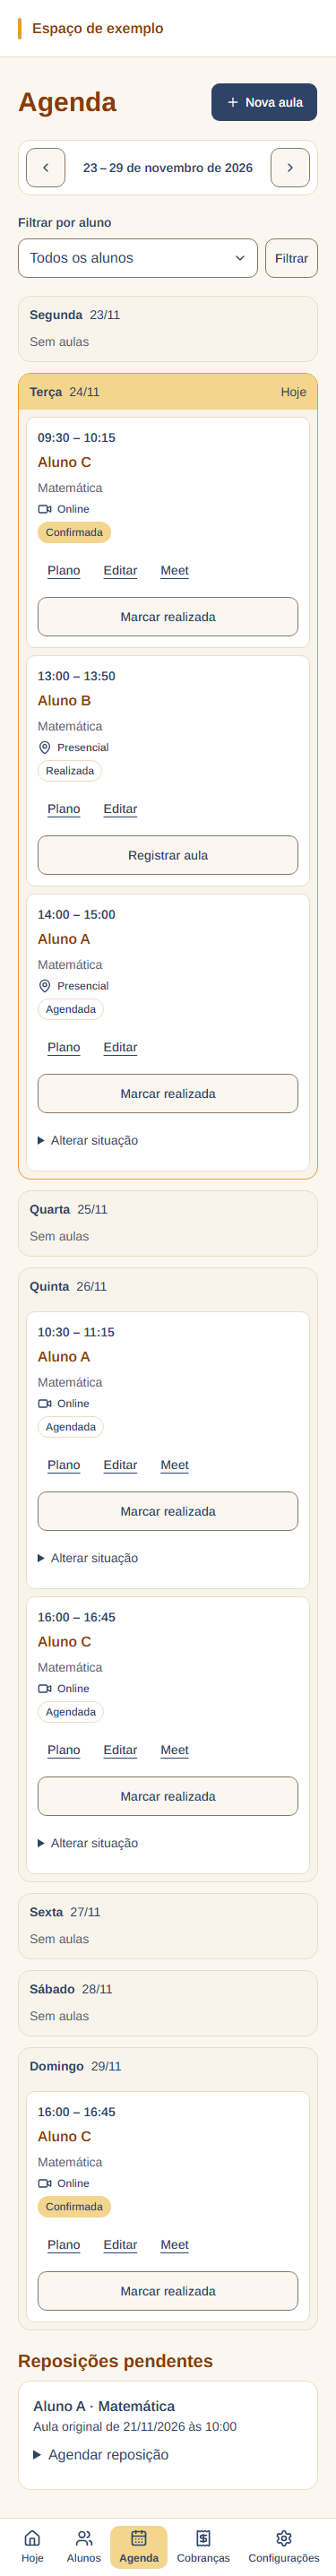 Espaço de exemplo
Agenda
Nova aula
23 – 29 de novembro de 2026
Filtrar por aluno
Todos os alunos
Filtrar
Segunda 23/11
Sem aulas
Terça 24/11 Hoje
09:30 – 10:15
Aluno C
Matemática
Online
Confirmada
Plano Editar Meet
Marcar realizada
13:00 – 13:50
Aluno B
Matemática
Presencial
Realizada
Plano Editar
Registrar aula
14:00 – 15:00
Aluno A
Matemática
Presencial
Agendada
Plano Editar
Marcar realizada
Alterar situação
Quarta 25/11
Sem aulas
Quinta 26/11
10:30 – 11:15
Aluno A
Matemática
Online
Agendada
Plano Editar Meet
Marcar realizada
Alterar situação
16:00 – 16:45
Aluno C
Matemática
Online
Agendada
Plano Editar Meet
Marcar realizada
Alterar situação
Sexta 27/11
Sem aulas
Sábado 28/11
Sem aulas
Domingo 29/11
16:00 – 16:45
Aluno C
Matemática
Online
Confirmada
Plano Editar Meet
Marcar realizada
Reposições pendentes
Aluno A · Matemática
Aula original de 21/11/2026 às 10:00
Agendar reposição
Hoje Alunos Agenda Cobranças Configurações